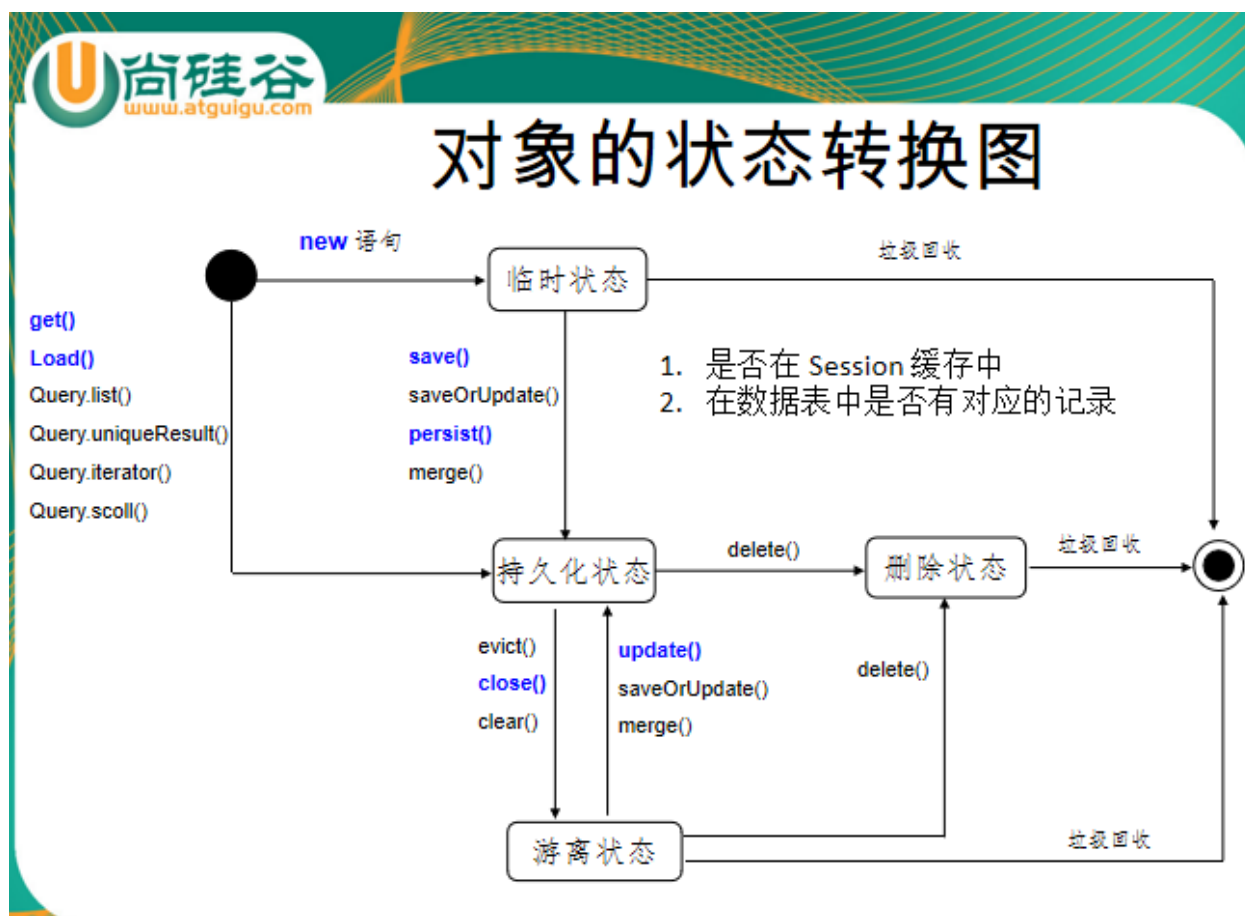 尚硅谷
www.atguigu.com
对象的状态转换图
new 语句
临时状态
垃圾回收
get()
Load()
Query.list()
Query.uniqueResult()
Query.iterator()
Query.scoll()
save()
saveOrUpdate()
persist()
merge()
1. 是否在 Session 缓存中
2. 在数据表中是否有对应的记录
持久化状态
delete()
删除状态
垃圾回收
evict()
close()
clear()
update()
saveOrUpdate()
merge()
delete()
游离状态
垃圾回收